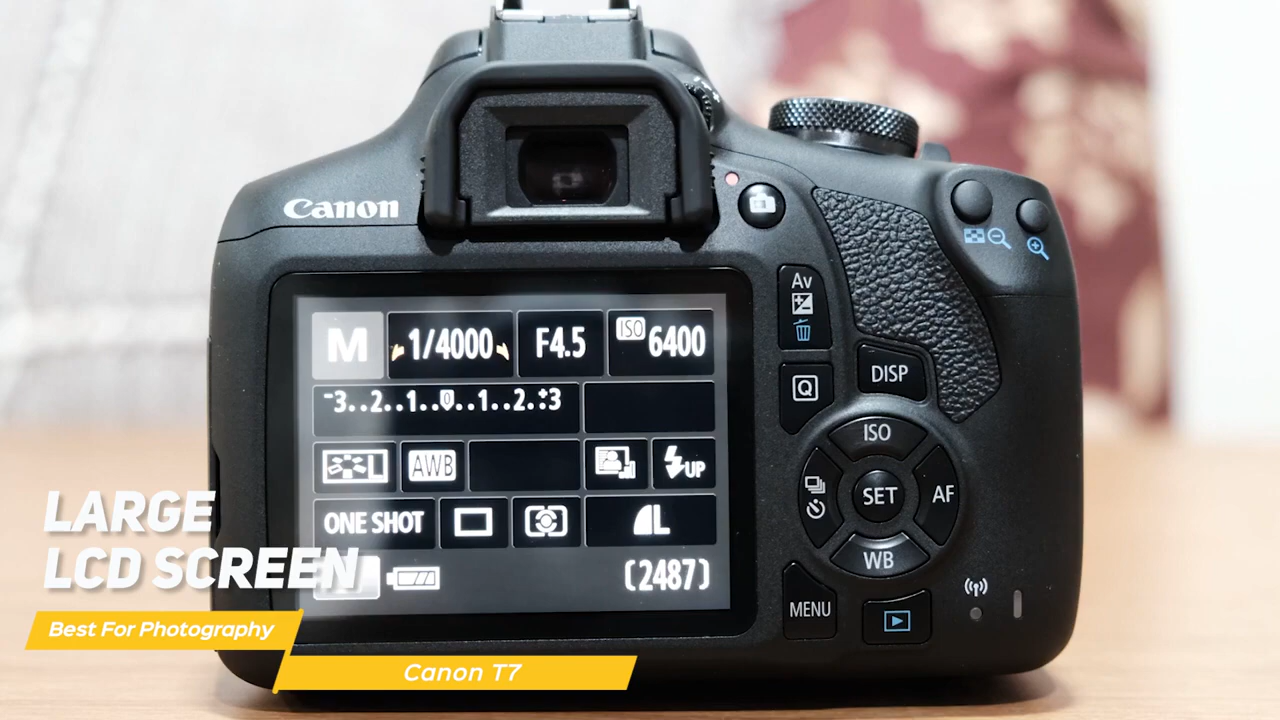 Canon
Av
M 1/4000 F4.5 ISO 6400
-3..2..1..0..1..2.:+3
Q DISP
ISO
L AWB UP
SET AF
ONE SHOT L
WB
(2487)
MENU
LARGE
LCD SCREEN
Best For Photography
Canon T7